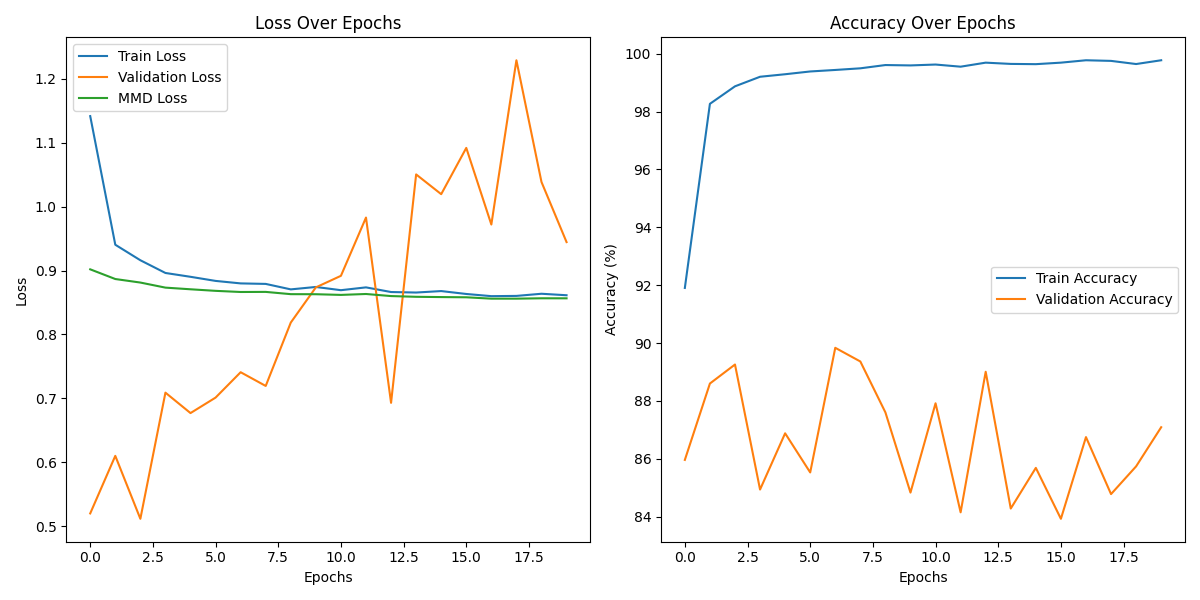 Loss Over Epochs
Train Loss
Validation Loss
MMD Loss
1.2
1.1
1.0
0.9
0.8
0.7
0.6
0.5
Loss
0.0 2.5 5.0 7.5 10.0 12.5 15.0 17.5
Epochs
Accuracy Over Epochs
100
98
96
94
92
90
88
86
84
Accuracy (%)
Train Accuracy
Validation Accuracy
0.0 2.5 5.0 7.5 10.0 12.5 15.0 17.5
Epochs